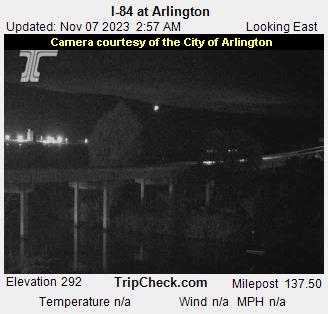 I-84 at Arlington
Updated: Nov 07 2023 2:57 AM Looking East
Camera courtesy of the City of Arlington
Elevation 292 TripCheck.com Milepost 137.50
Temperature n/a Wind n/a MPH n/a